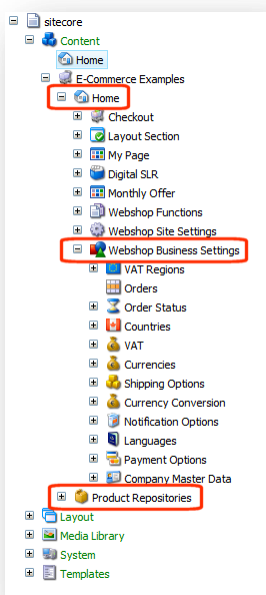 sitecore
Content
Home
E-Commerce Examples
Home
Checkout
Layout Section
My Page
Digital SLR
Monthly Offer
Webshop Functions
Webshop Site Settings
Webshop Business Settings
VAT Regions
Orders
Order Status
Countries
VAT
Currencies
Shipping Options
Currency Conversion
Notification Options
Languages
Payment Options
Company Master Data
Product Repositories
Layout
Media Library
System
Templates